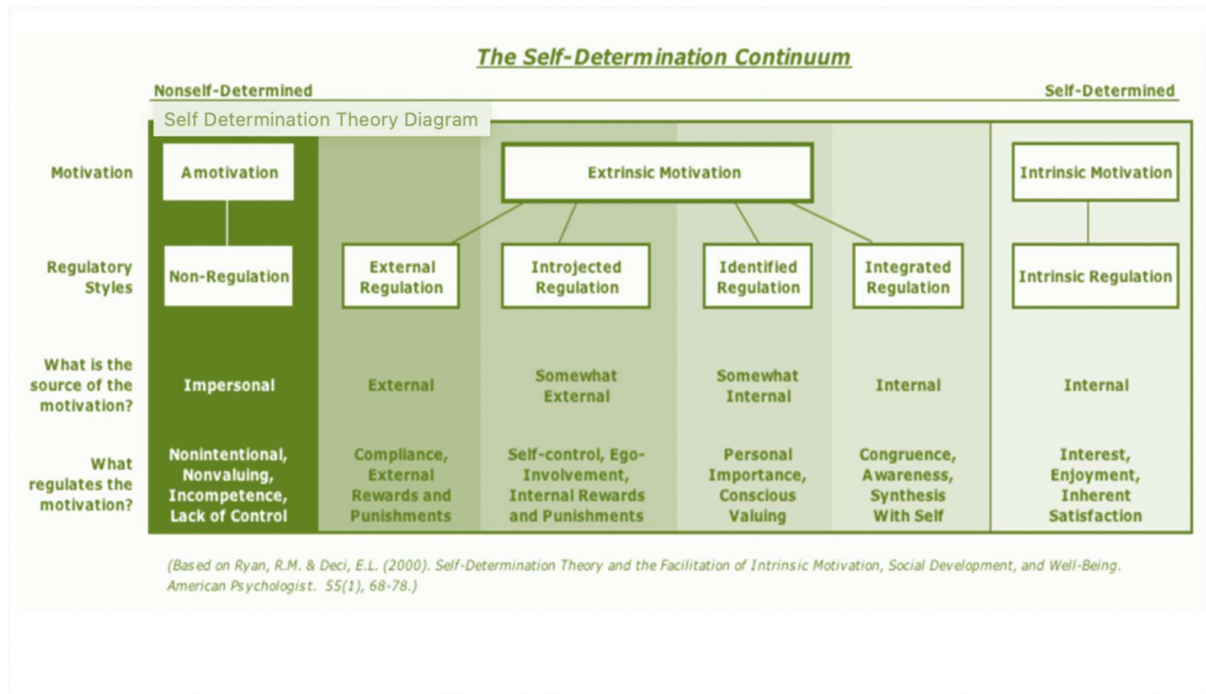 The Self-Determination Continuum
Nonself-Determined
Self-Determined
Self Determination Theory Diagram
Motivation
Amotivation
Extrinsic Motivation
Intrinsic Motivation
Regulatory
Styles
Non-Regulation
External
Regulation
Introjected
Regulation
Identified
Regulation
Integrated
Regulation
Intrinsic Regulation
What is the
source of the
motivation?
Impersonal
External
Somewhat
External
Somewhat
Internal
Internal
Internal
What
regulates the
motivation?
Nonintentional,
Nonvaluing,
Incompetence,
Lack of Control
Compliance,
External
Rewards and
Punishments
Self-control, Ego-
Involvement,
Internal Rewards
and Punishments
Personal
Importance,
Conscious
Valuing
Congruence,
Awareness,
Synthesis
With Self
Interest,
Enjoyment,
Inherent
Satisfaction
(Based on Ryan, R.M. & Deci, E.L. (2000). Self-Determination Theory and the Facilitation of Intrinsic Motivation, Social Development, and Well-Being.
American Psychologist. 55(1), 68-78.)